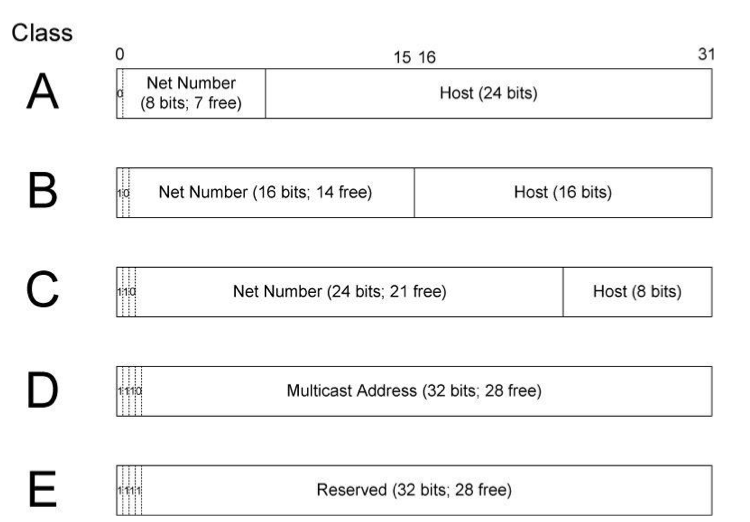 Class
0 15 16 31
A
0
Net Number
(8 bits; 7 free)
Host (24 bits)
B
10
Net Number (16 bits; 14 free)
Host (16 bits)
C
110
Net Number (24 bits; 21 free)
Host (8 bits)
D
1110
Multicast Address (32 bits; 28 free)
E
1111
Reserved (32 bits; 28 free)